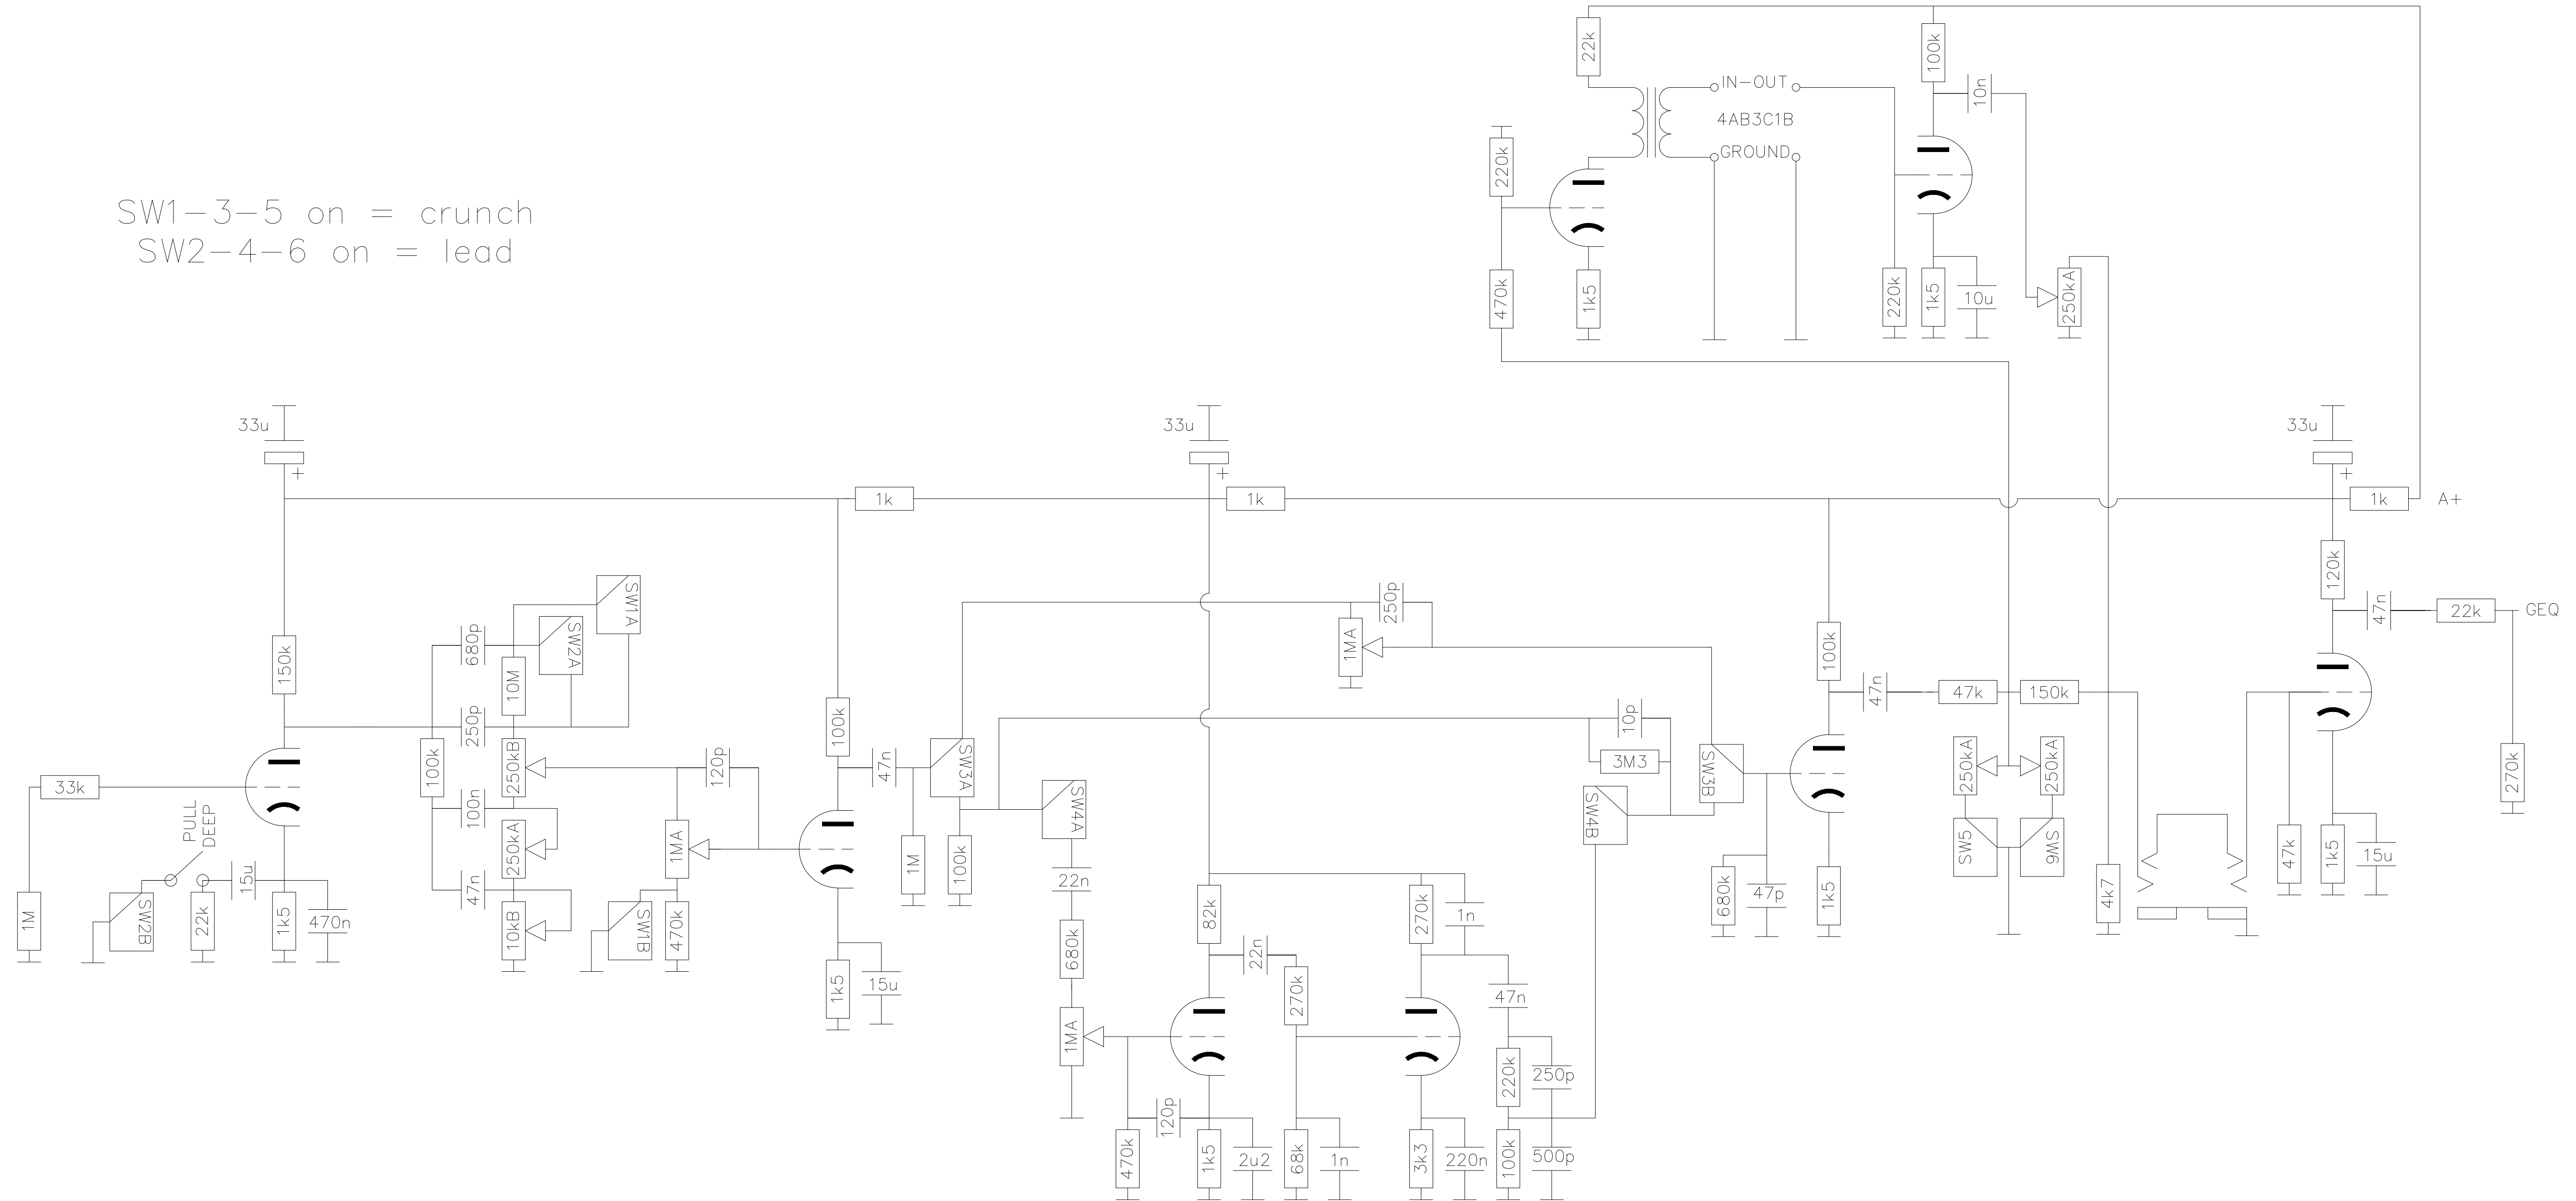 22k
100k
10n
IN-OUT
4AB3C1B
GROUND
220k
470k
1k5
220k
1k5
10u
250kA
SW1-3-5 on = crunch
SW2-4-6 on = lead
33u
+
33u
+
33u
+
1k
1k
1k
A+
150k
680p
SW1A
SW2A
10M
250p
100k
250kB
100n
250kA
47n
10kB
33k
1M
PULL
DEEP
SW2B
22k
15u
1k5
470n
120p
1MA
SW1B
470k
100k
47n
1M
1k5
15u
SW3A
100k
SW4A
22n
680k
1MA
470k
120p
82k
1k5
2u2
22n
270k
68k
1n
270k
1n
3k3
220n
47n
220k
250p
100k
500p
250p
1MA
10p
3M3
SW4B
SW3B
680k
47p
100k
1k5
47n
47k
150k
250kA
250kA
SW5
SW6
4k7
47k
120k
47n
22k
GEQ
270k
1k5
15u